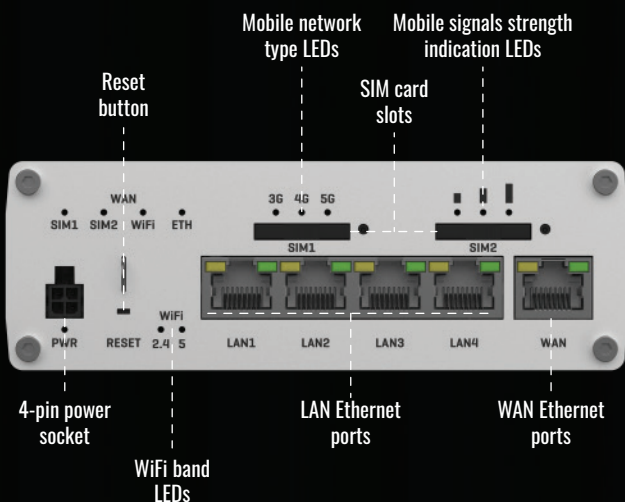 Mobile network
type LEDs
Mobile signals strength
indication LEDs
Reset
button
SIM card
slots
WAN
SIM1 SIM2 WiFi ETH
3G 4G 5G
SIM1
SIM2
WiFi
PWR RESET 2.4 5 LAN1 LAN2 LAN3 LAN4 WAN
4-pin power
socket
LAN Ethernet
ports
WAN Ethernet
ports
WiFi band
LEDs